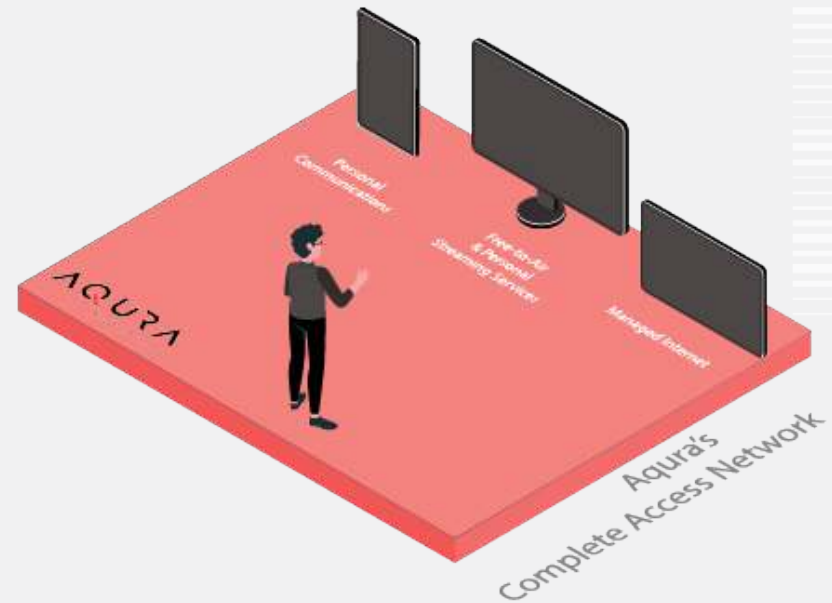 Personal
Communications
Free-to-Air
& Personal
Streaming Services
Managed Internet
AQURA
Aqura's
Complete Access Network